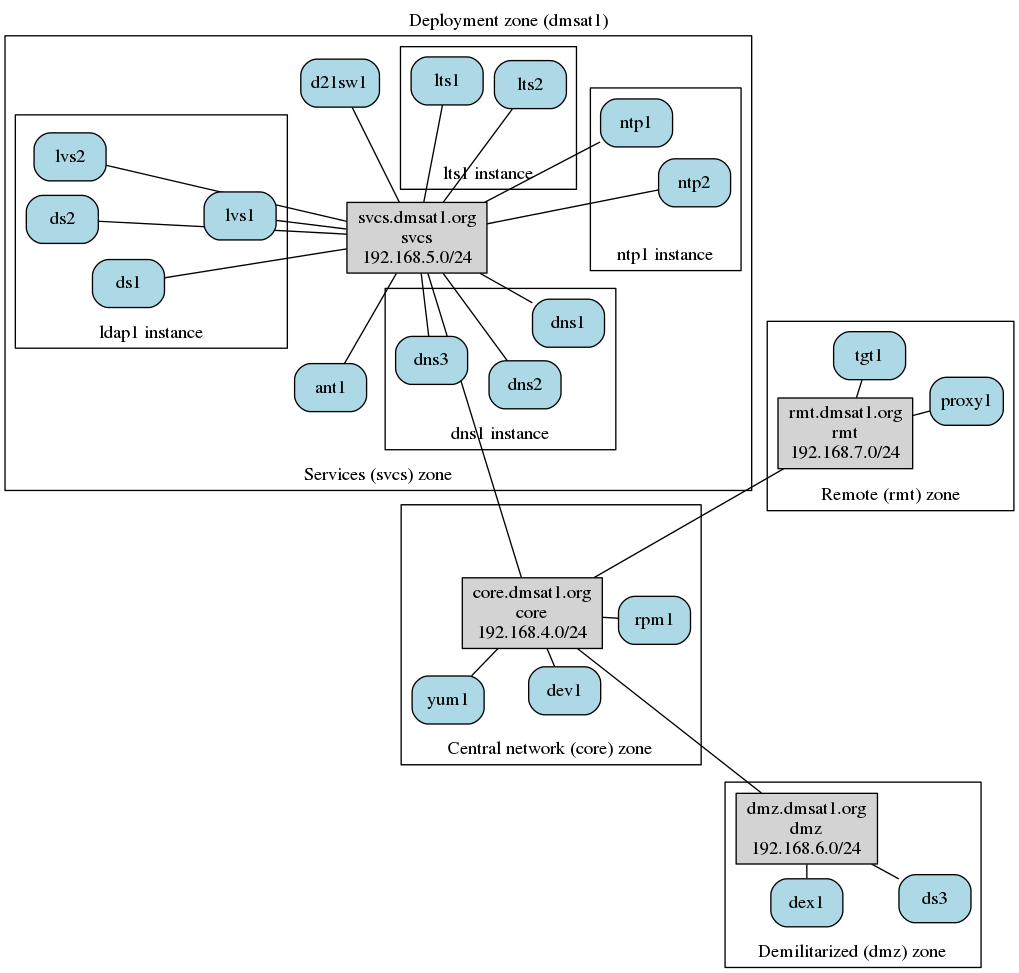 Deployment zone (dmsat1)
d21sw1
lts1
lts2
lts1 instance
ntp1
ntp2
ntp1 instance
lvs2
ds2
lvs1
ds1
ldap1 instance
svcs.dmsat1.org
svcs
192.168.5.0/24
ant1
dns1
dns3
dns2
dns1 instance
Services (svcs) zone
tgt1
proxy1
rmt.dmsat1.org
rmt
192.168.7.0/24
Remote (rmt) zone
core.dmsat1.org
core
192.168.4.0/24
rpm1
yum1
dev1
Central network (core) zone
dmz.dmsat1.org
dmz
192.168.6.0/24
dex1
ds3
Demilitarized (dmz) zone